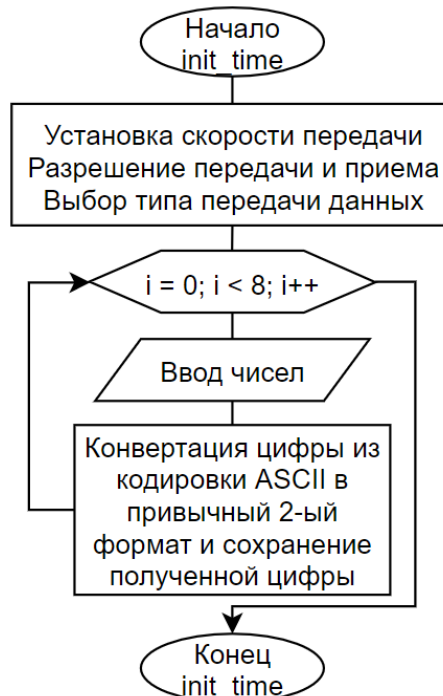 Начало
init_time
Установка скорости передачи
Разрешение передачи и приема
Выбор типа передачи данных
i = 0; i < 8; i++
Ввод чисел
Конвертация цифры из
кодировки ASCII в
привычный 2-ый
формат и сохранение
полученной цифры
Конец
init_time